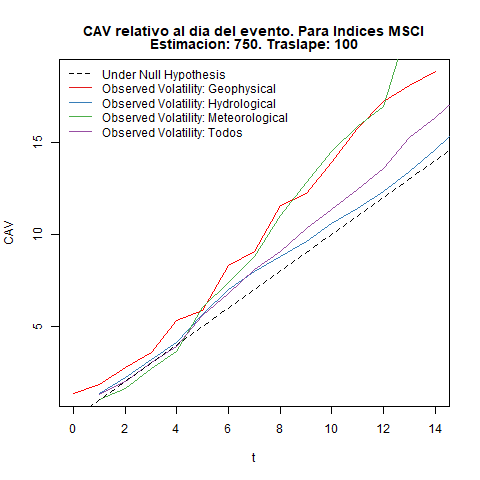 CAV relativo al dia del evento. Para Indices MSCI
Estimacion: 750. Traslape: 100
Under Null Hypothesis
Observed Volatility: Geophysical
Observed Volatility: Hydrological
Observed Volatility: Meteorological
Observed Volatility: Todos
CAV
15
10
5
0 2 4 6 8 10 12 14
t